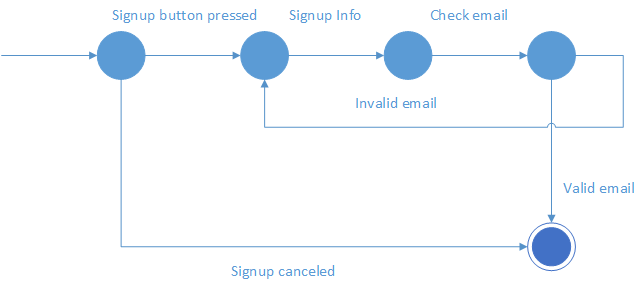 Signup button pressed
Signup Info
Check email
Invalid email
Valid email
Signup canceled